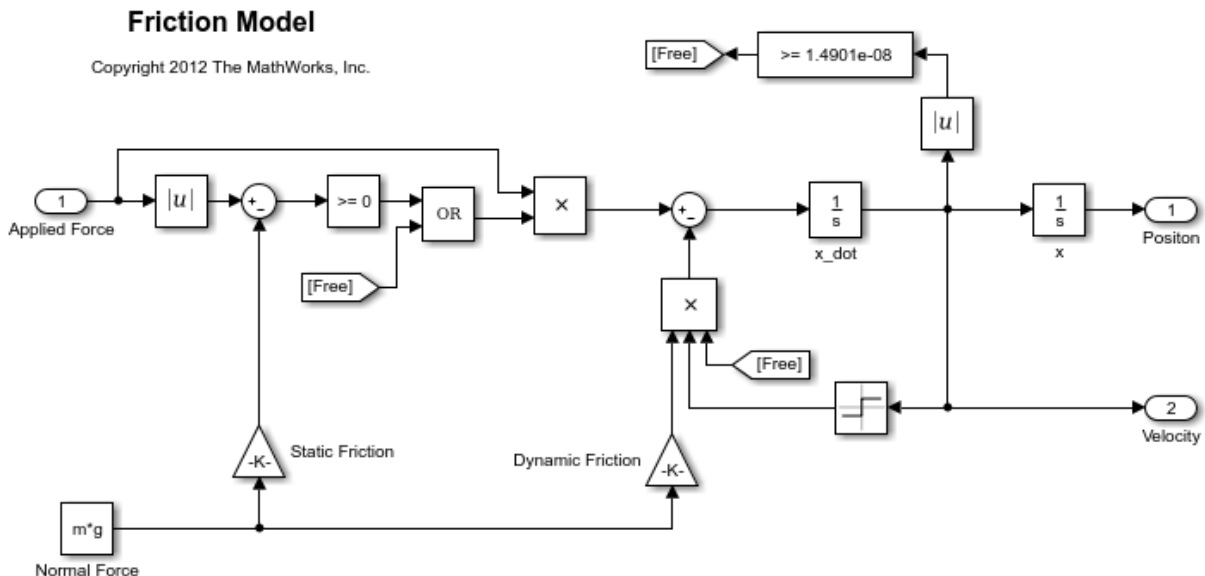 Friction Model
Copyright 2012 The MathWorks, Inc.
[Free]
>= 1.4901e-08
|u|
1
Applied Force
|u|
+-
>= 0
OR
×
+-
1
s
x_dot
1
s
x
1
Positon
[Free]
×
[Free]
2
Velocity
-K-
Static Friction
Dynamic Friction
-K-
m*g
Normal Force